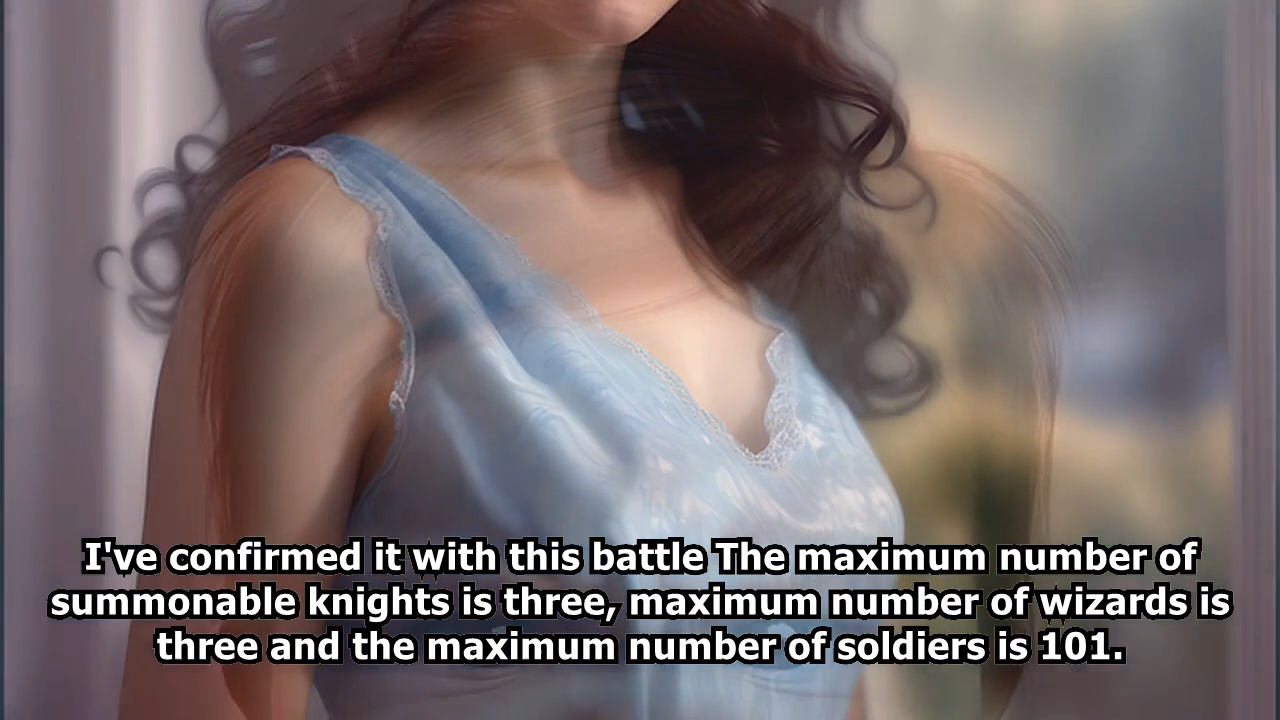 I've confirmed it with this battle The maximum number of
summonable knights is three, maximum number of wizards is
three and the maximum number of soldiers is 101.